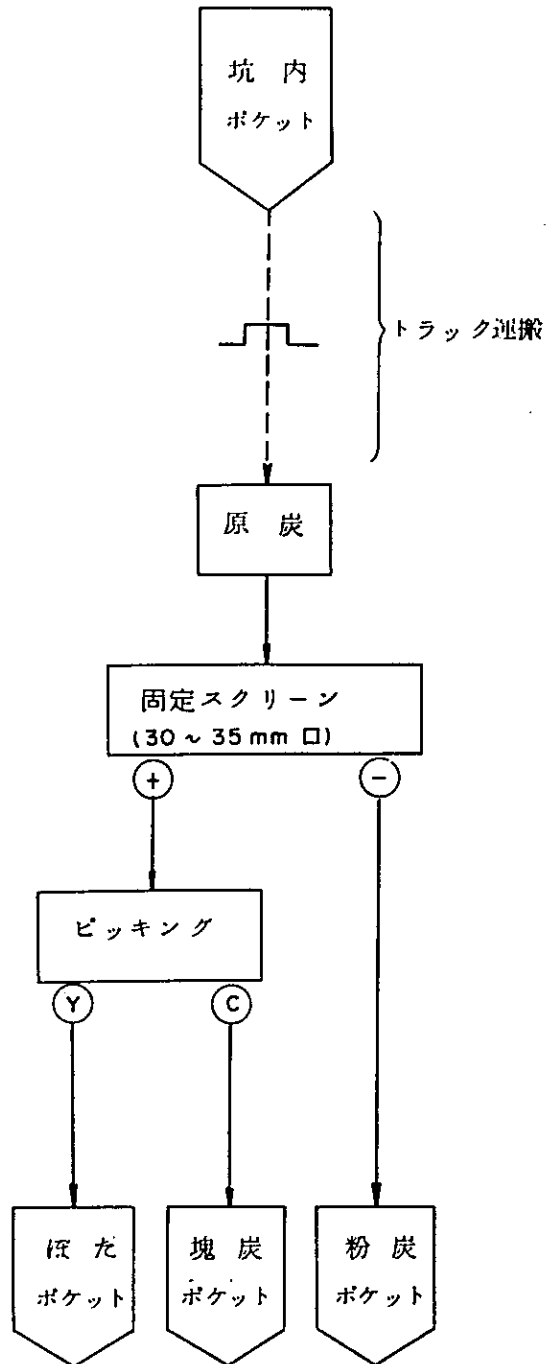 坑内
ポケット
トラック運搬
原炭
固定スクリーン
(30～35mm 口)
+
-
ピッキング
Y
C
ぼた
ポケット
塊炭
ポケット
粉炭
ポケット